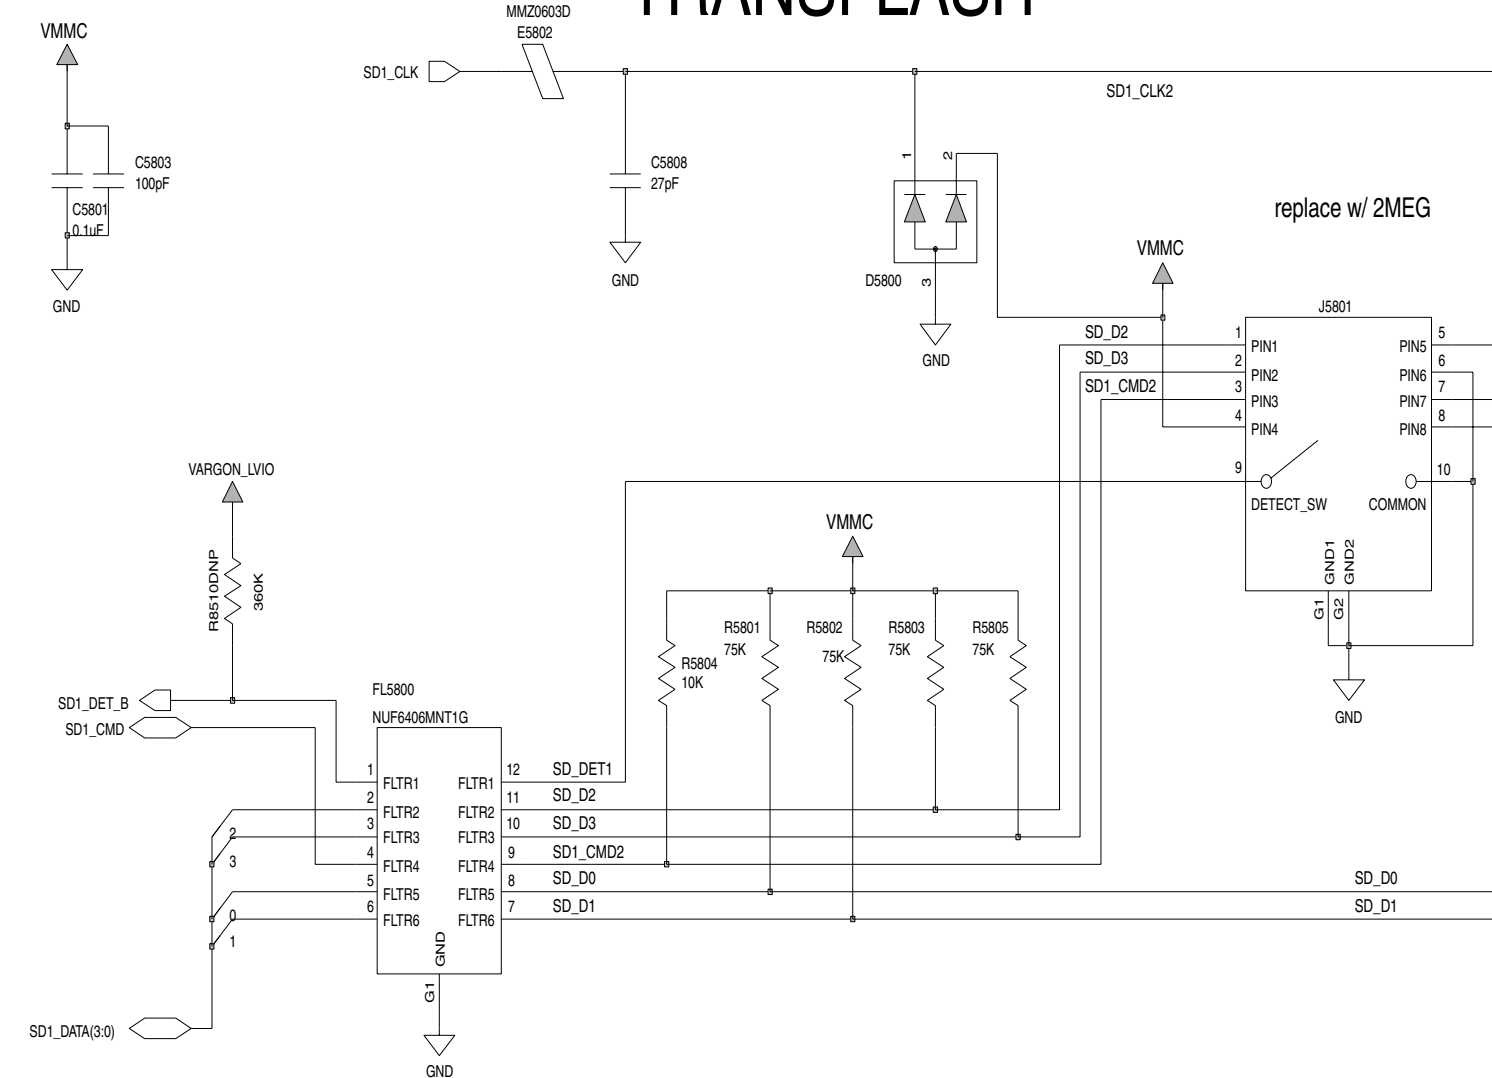 TRANSFLASH
MMZ0603D
E5802
VMMC
SD1_CLK
SD1_CLK2
C5803
100pF
C5801
0.1uF
GND
C5808
27pF
GND
1
2
D5800
3
GND
replace w/ 2MEG
VMMC
J5801
SD_D2
1
PIN1
PIN5
5
SD_D3
2
PIN2
PIN6
6
SD1_CMD2
3
PIN3
PIN7
7
4
PIN4
PIN8
8
9
10
DETECT_SW
COMMON
GND1
GND2
G1
G2
GND
VARGON_LVIO
R8510DNP
360K
VMMC
R5804
10K
R5801
75K
R5802
75K
R5803
75K
R5805
75K
SD1_DET_B
SD1_CMD
FL5800
NUF6406MNT1G
1
FLTR1
FLTR1
12
SD_DET1
2
FLTR2
FLTR2
11
SD_D2
3
FLTR3
FLTR3
10
SD_D3
4
FLTR4
FLTR4
9
SD1_CMD2
5
FLTR5
FLTR5
8
SD_D0
SD_D0
6
FLTR6
FLTR6
7
SD_D1
SD_D1
2
3
0
1
GND
G1
SD1_DATA(3:0)
GND